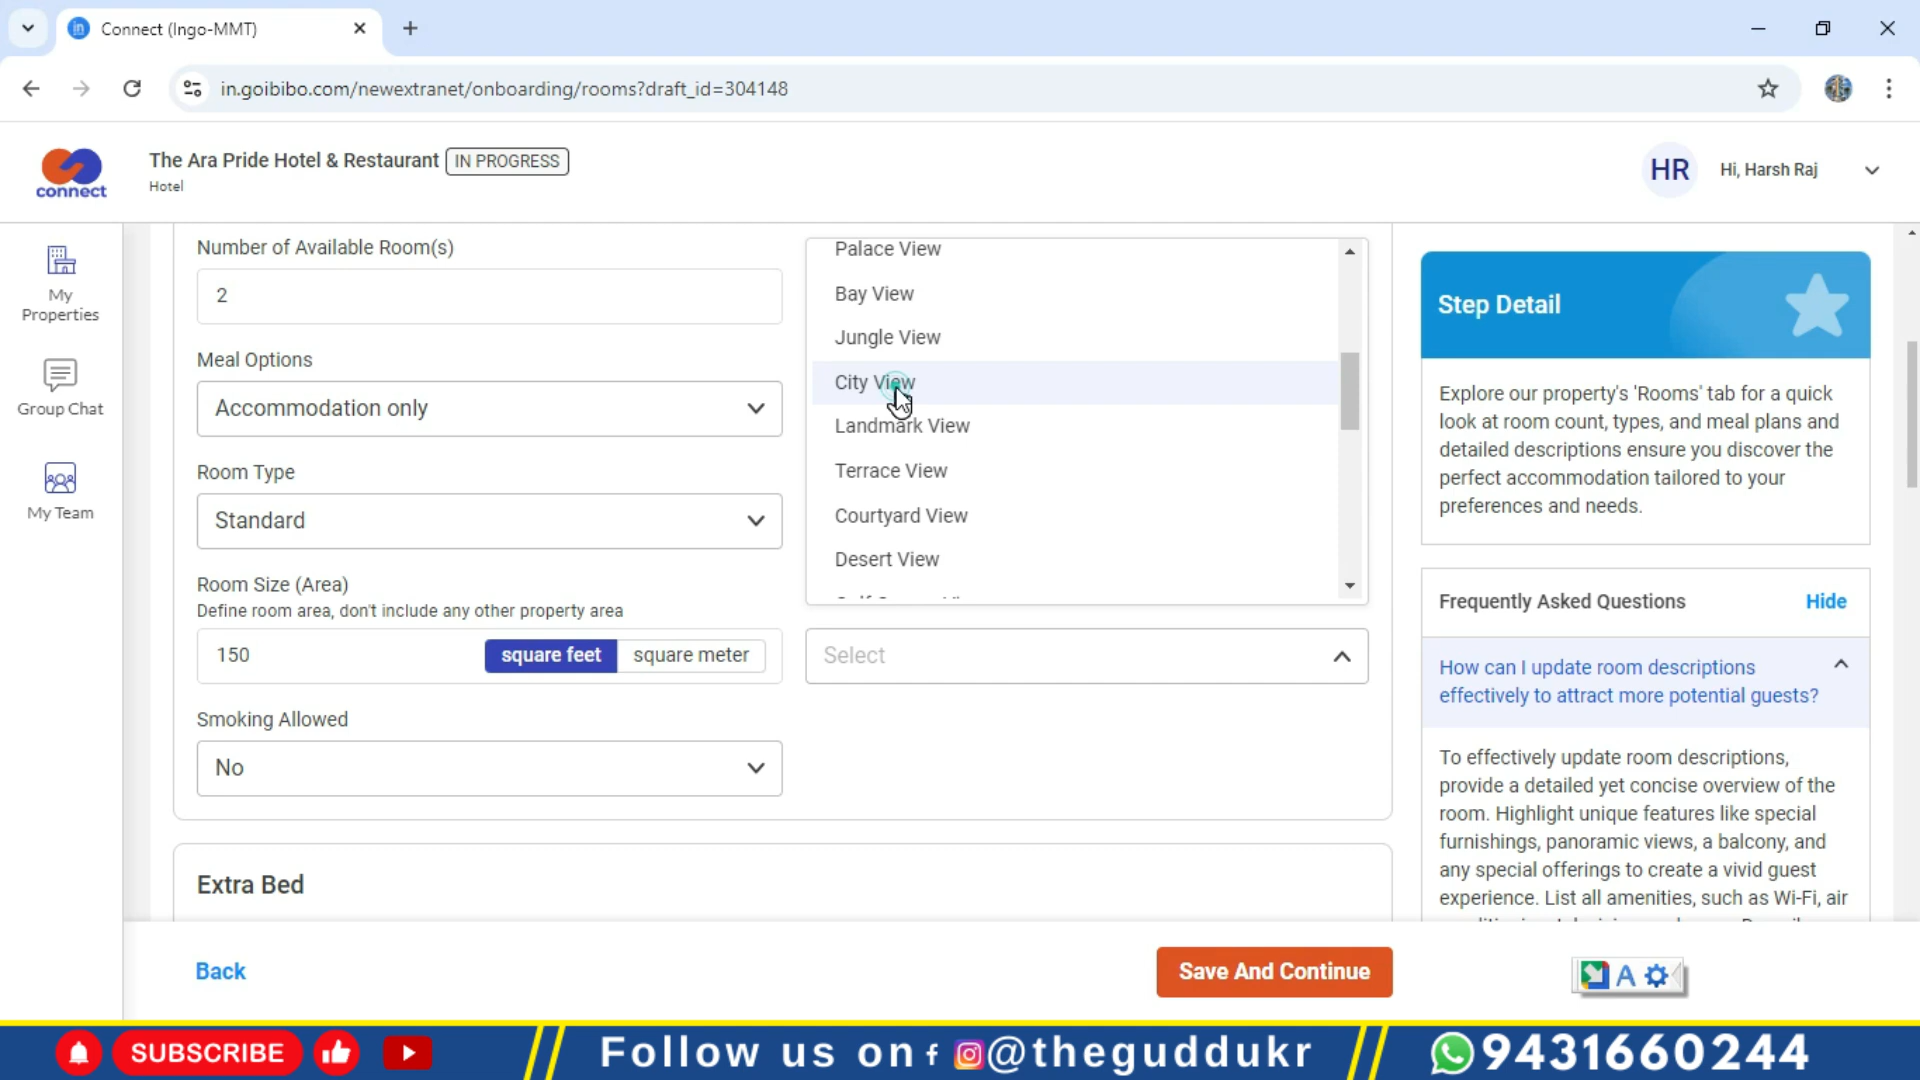 Connect (Ingo-MMT)
in.goibibo.com/newextranet/onboarding/rooms?draft_id=304148
connect
The Ara Pride Hotel & Restaurant IN PROGRESS
Hotel
HR Hi, Harsh Raj
My
Properties
Group Chat
My Team
Number of Available Room(s)
2
Meal Options
Accommodation only
Room Type
Standard
Room Size (Area)
Define room area, don't include any other property area
150 square feet square meter
Smoking Allowed
No
Palace View
Bay View
Jungle View
City View
Landmark View
Terrace View
Courtyard View
Desert View
Select
Extra Bed
Back
Save And Continue
Step Detail
Explore our property's 'Rooms' tab for a quick
look at room count, types, and meal plans and
detailed descriptions ensure you discover the
perfect accommodation tailored to your
preferences and needs.
Frequently Asked Questions Hide
How can I update room descriptions
effectively to attract more potential guests?
To effectively update room descriptions,
provide a detailed yet concise overview of the
room. Highlight unique features like special
furnishings, panoramic views, a balcony, and
any special offerings to create a vivid guest
experience. List all amenities, such as Wi-Fi, air
A
SUBSCRIBE
Follow us on @theguddukr
9431660244